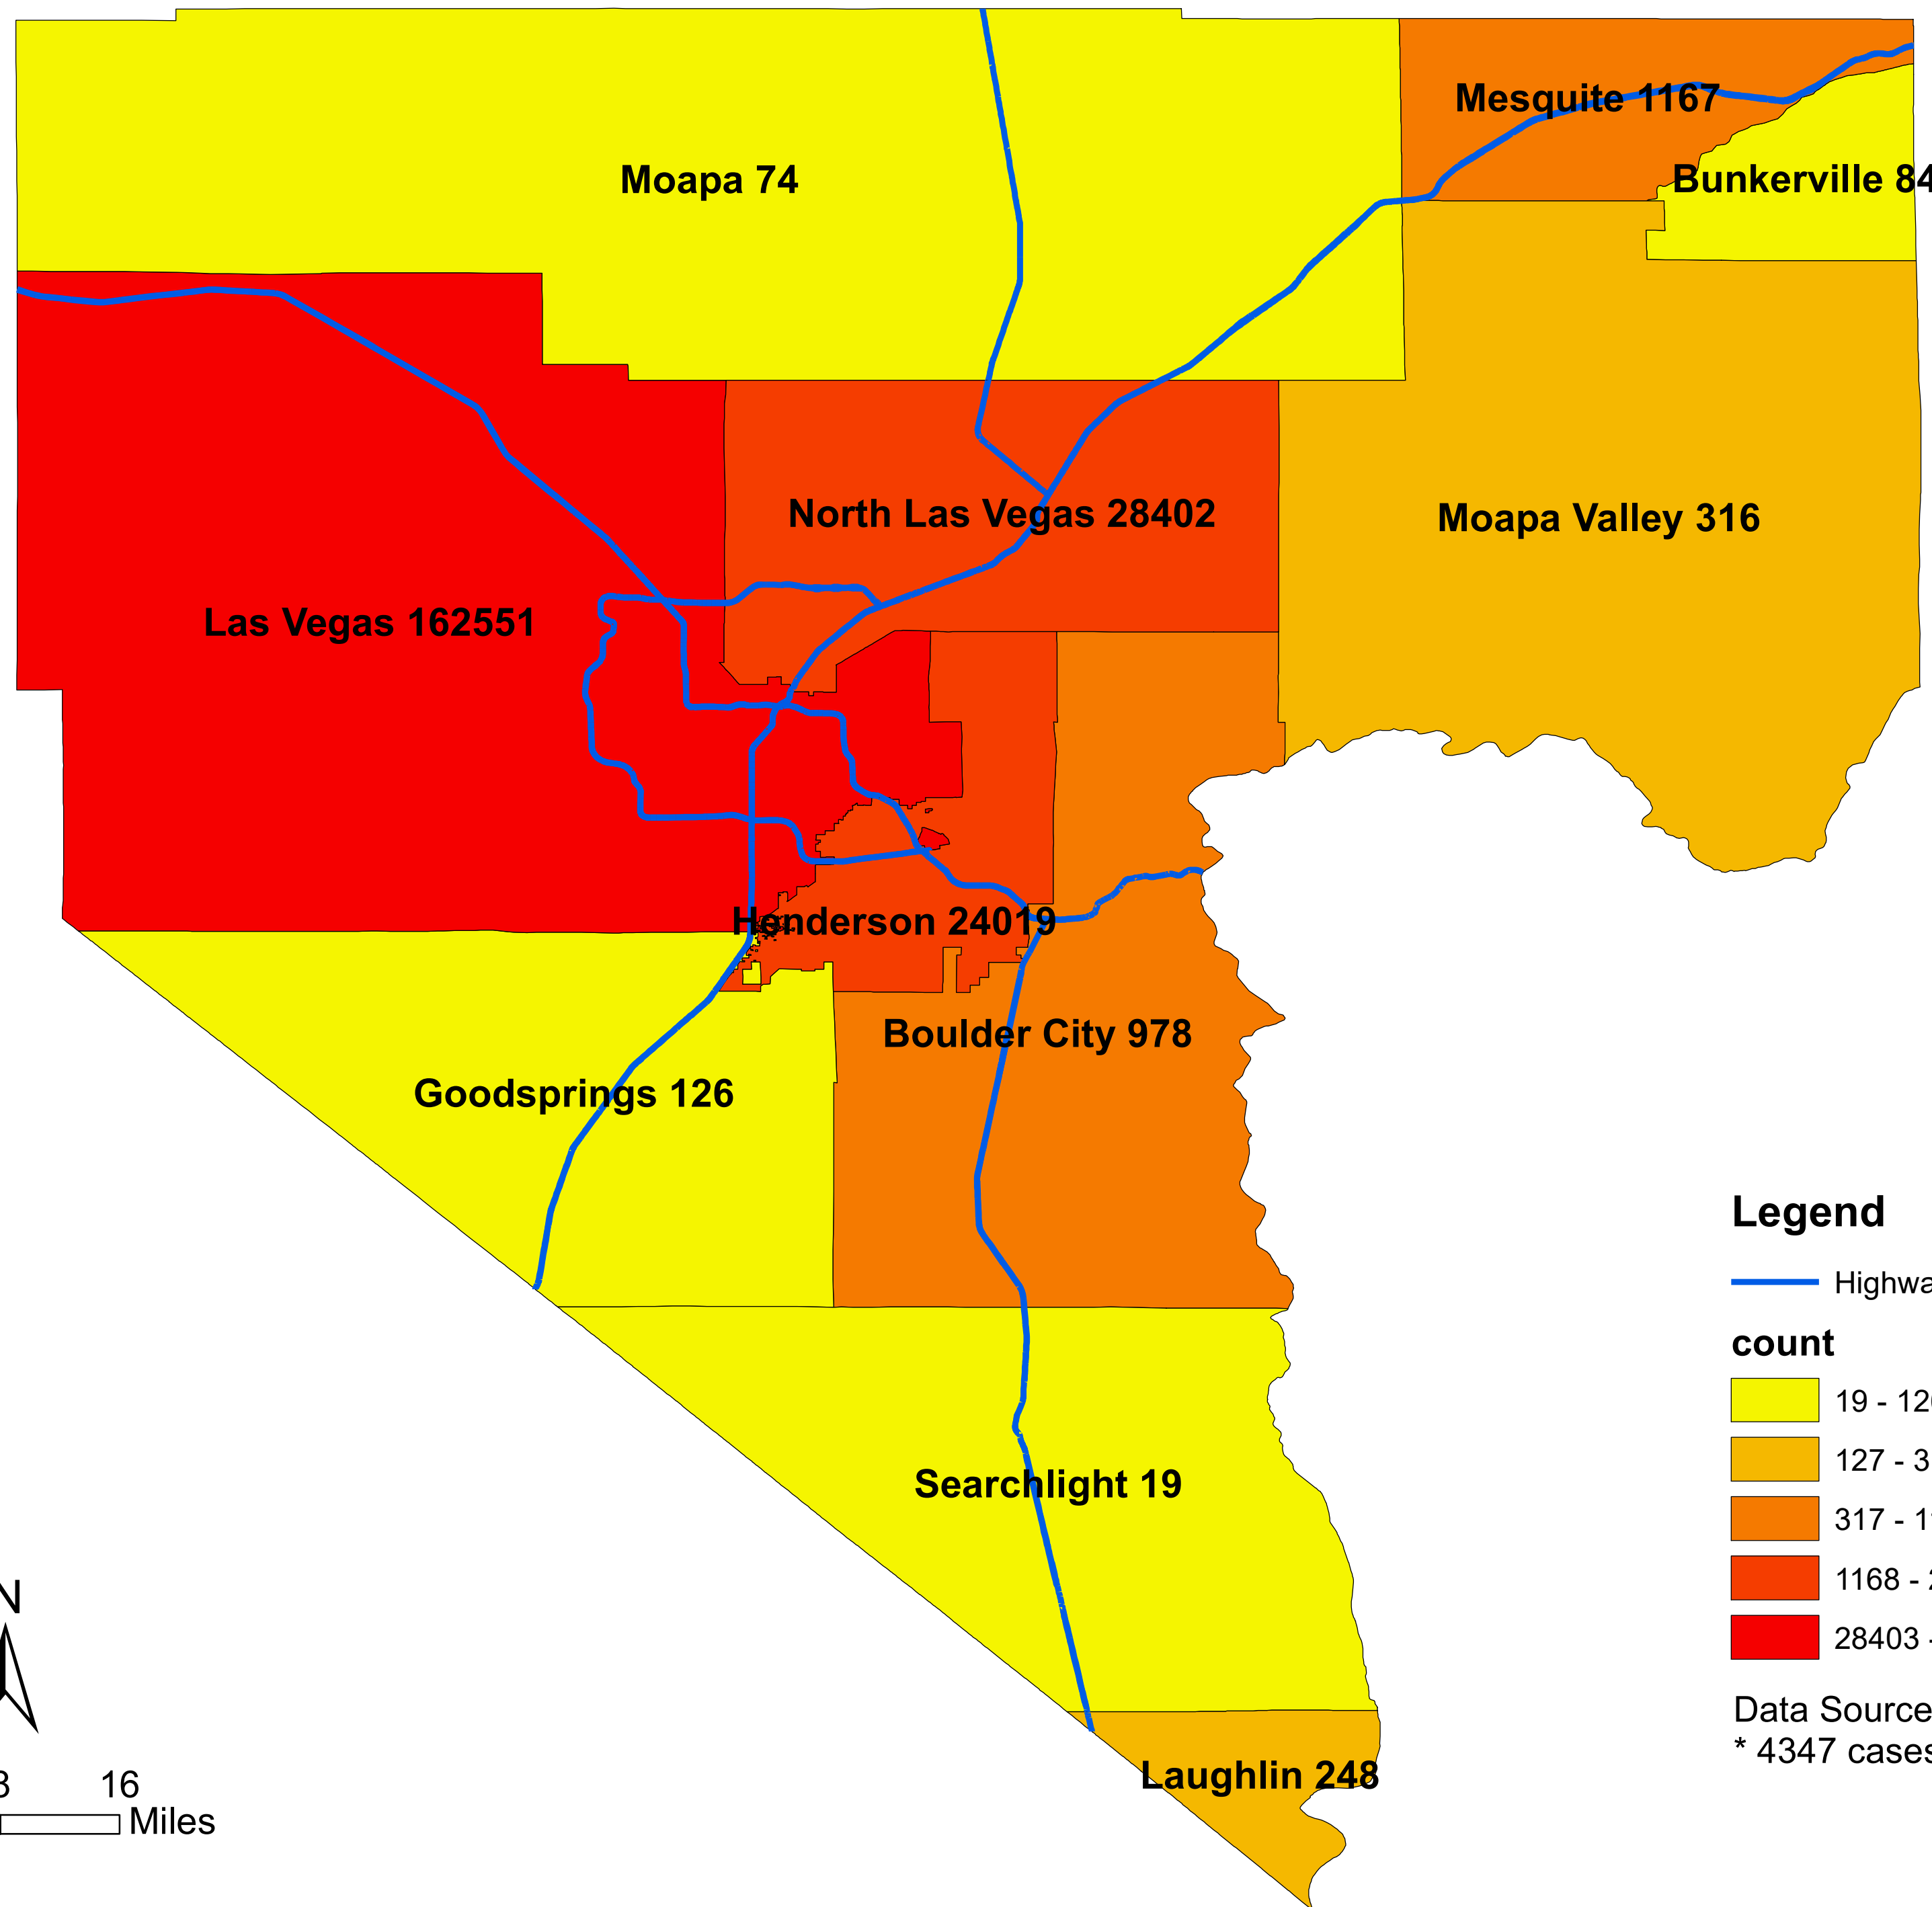 Mesquite 1167
Moapa 74
Bunkerville 84
North Las Vegas 28402
Moapa Valley 316
Las Vegas 162551
Henderson 24019
Boulder City 978
Goodsprings 126
Legend
count
19 - 12
127 - 3
317 - 1
Searchlight 19
1168 -
N
28403 -
Data Source
* 4347 cases
Laughlin 248
16
Miles